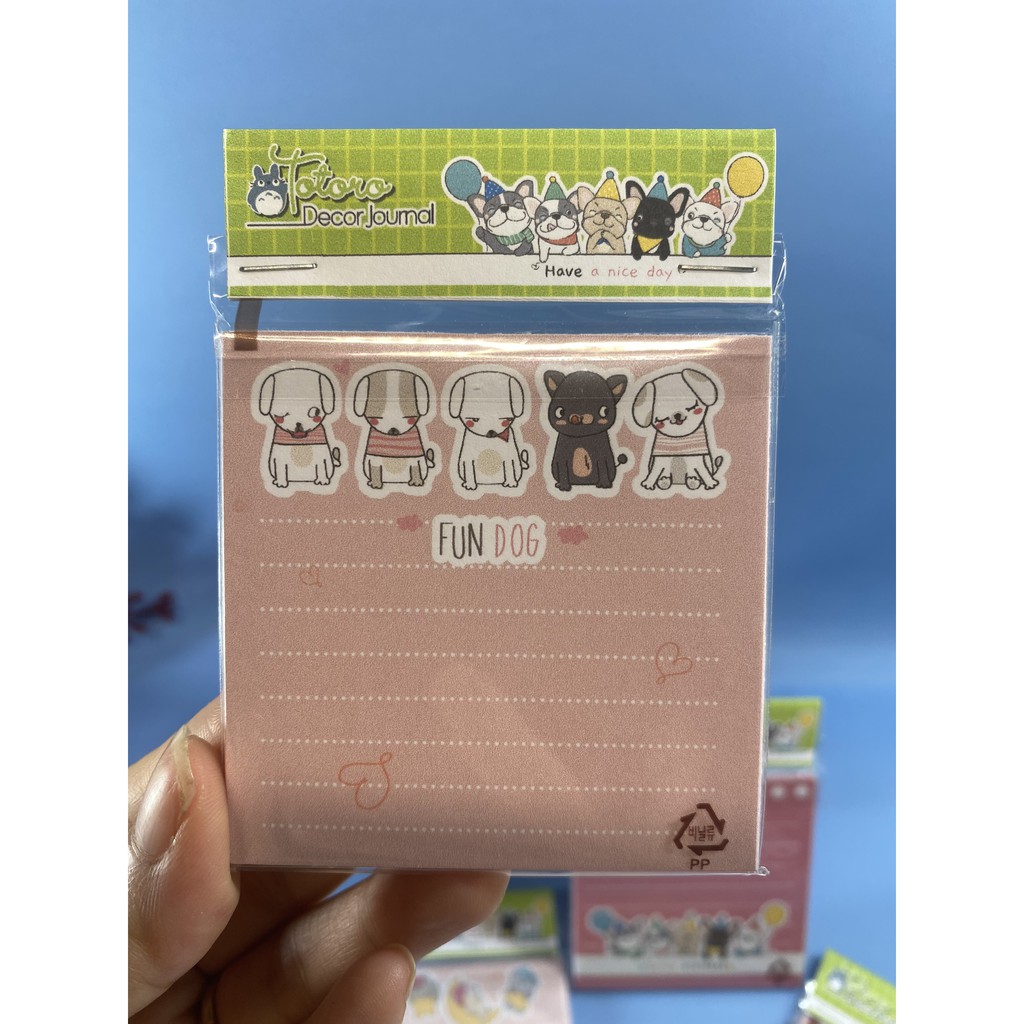 Totoro
Decor Journal
Have a nice day
FUN DOG
비닐류
PP